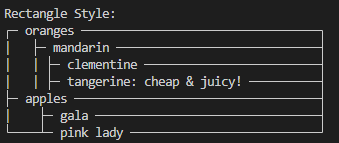 Rectangle Style:
oranges
mandarin
clementine
tangerine: cheap & juicy!
apples
gala
pink lady